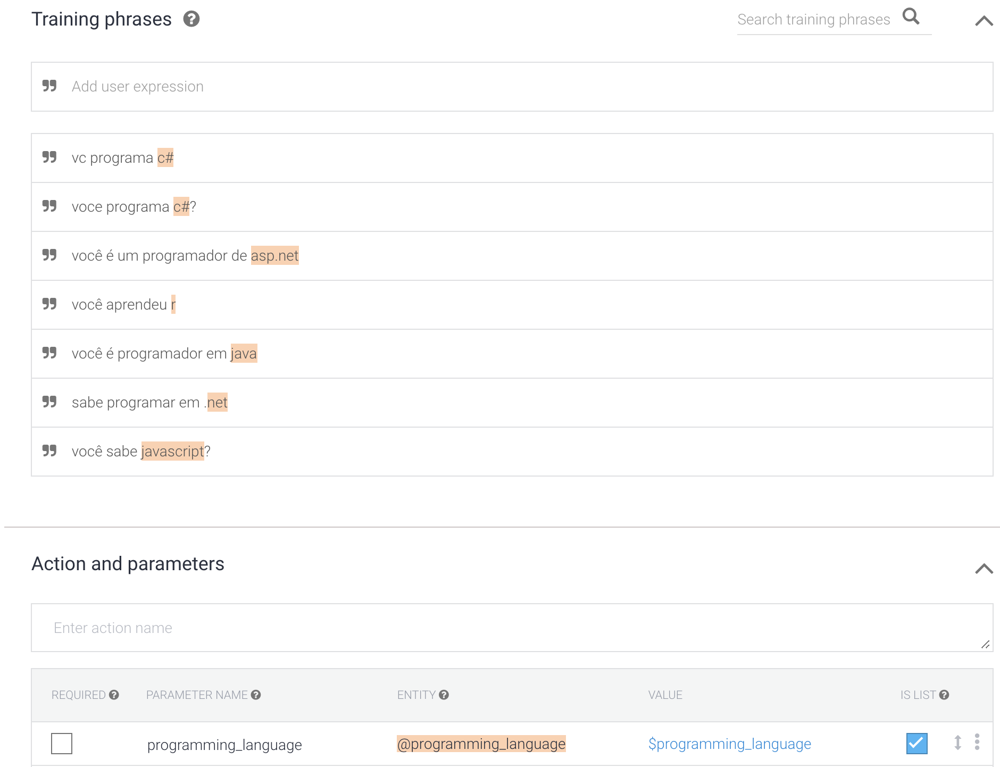 Training phrases
Search training phrases
Add user expression
vc programa c#
voce programa c#?
você é um programador de asp.net
você aprendeu r
você é programador em java
sabe programar em .net
você sabe javascript?
Action and parameters
Enter action name
REQUIRED PARAMETER NAME ENTITY VALUE IS LIST
programming_language @programming_language $programming_language